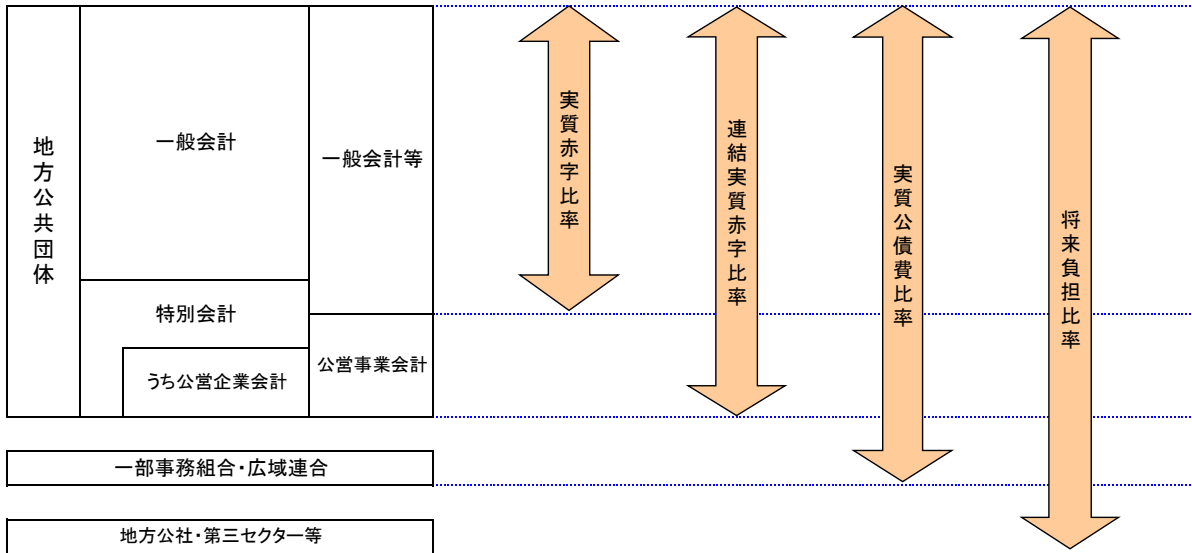 地方公共団体
一般会計
一般会計等
特別会計
うち公営企業会計
公営事業会計
一部事務組合・広域連合
地方公社・第三セクター等
実質赤字比率
連結実質赤字比率
実質公債費比率
将来負担比率